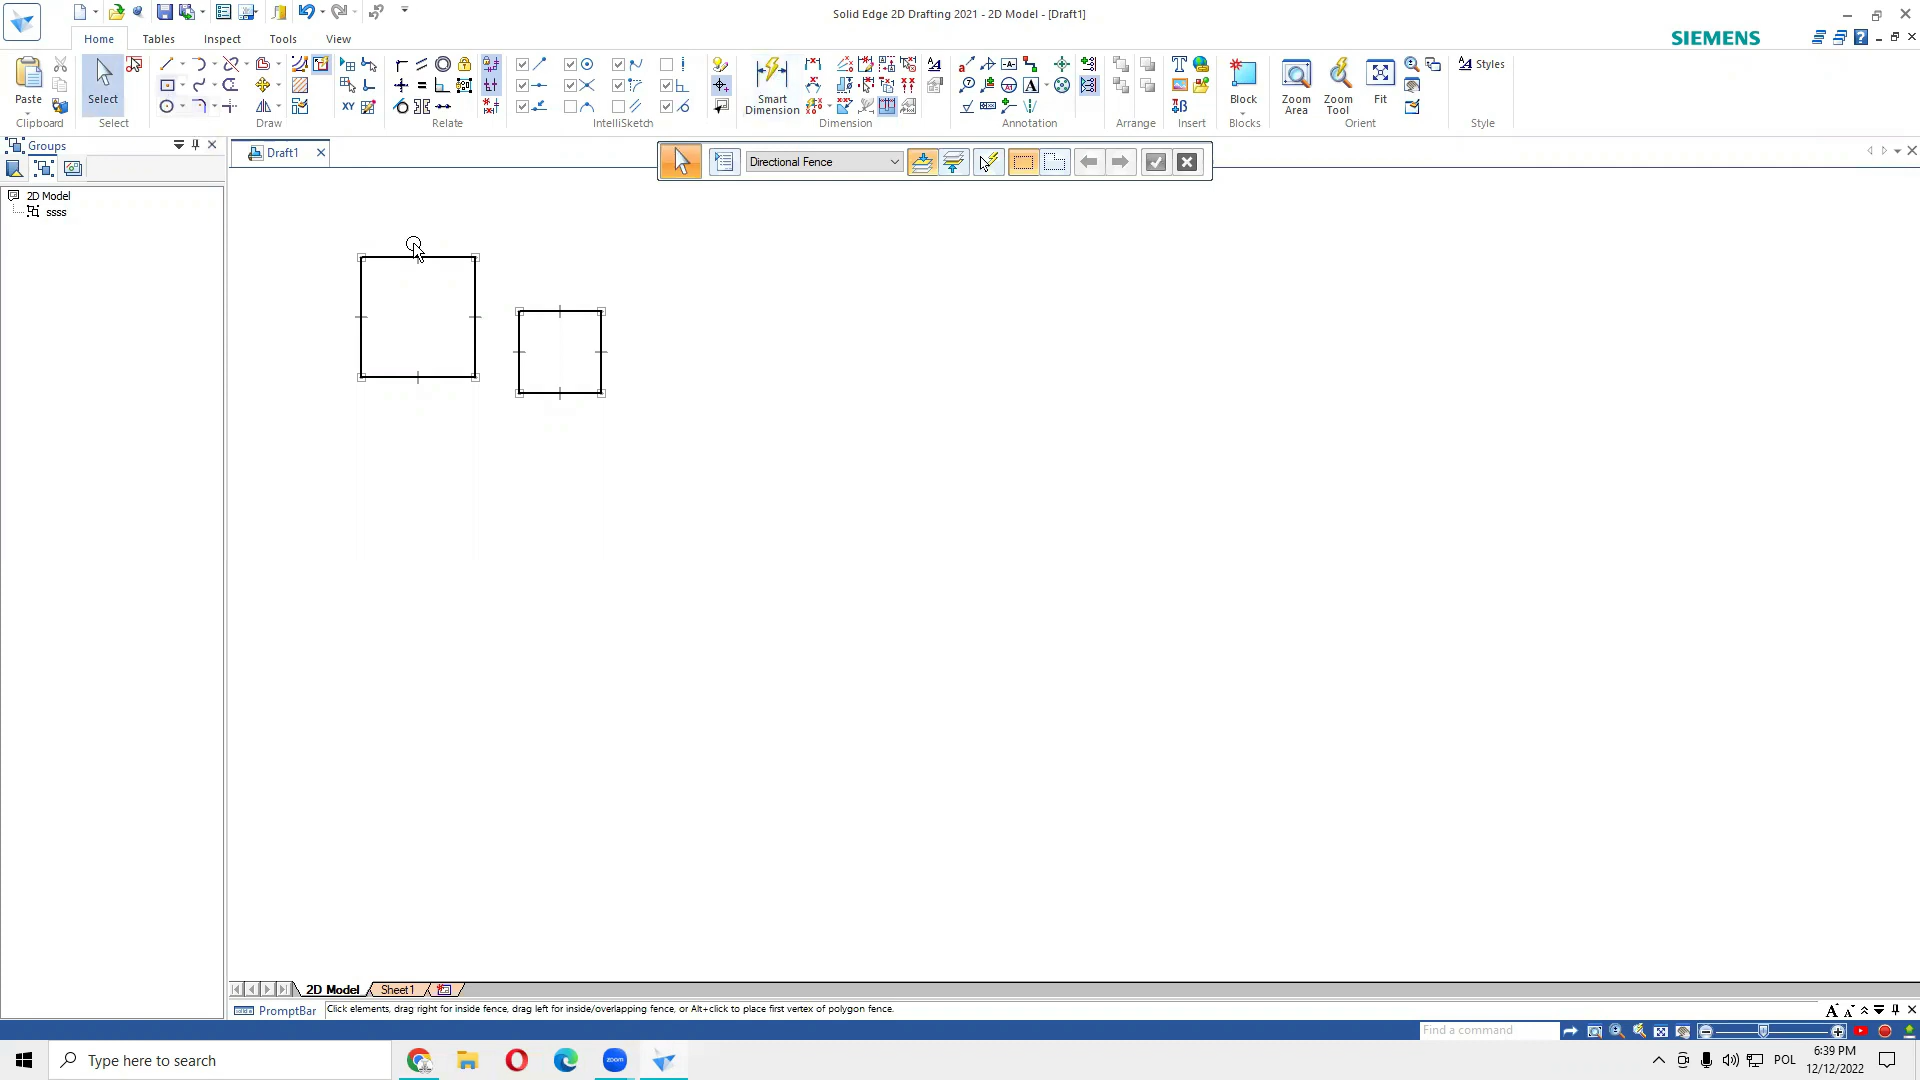 Solid Edge 2D Drafting 2021 - 2D Model - [Draft1]
Home Tables Inspect Tools View
SIEMENS
Paste
Select
XY
Smart Dimension
Block
Zoom Area
Zoom Tool
Fit
Styles
Clipboard Select Draw Relate IntelliSketch Dimension Annotation Arrange Insert Blocks Orient Style
Groups
Draft1
Directional Fence
2D Model
ssss
2D Model Sheet1
PromptBar Click elements, drag right for inside fence, drag left for inside/overlapping fence, or Alt+click to place first vertex of polygon fence.
Find a command
Type here to search
zoom
POL
6:39 PM
12/12/2022